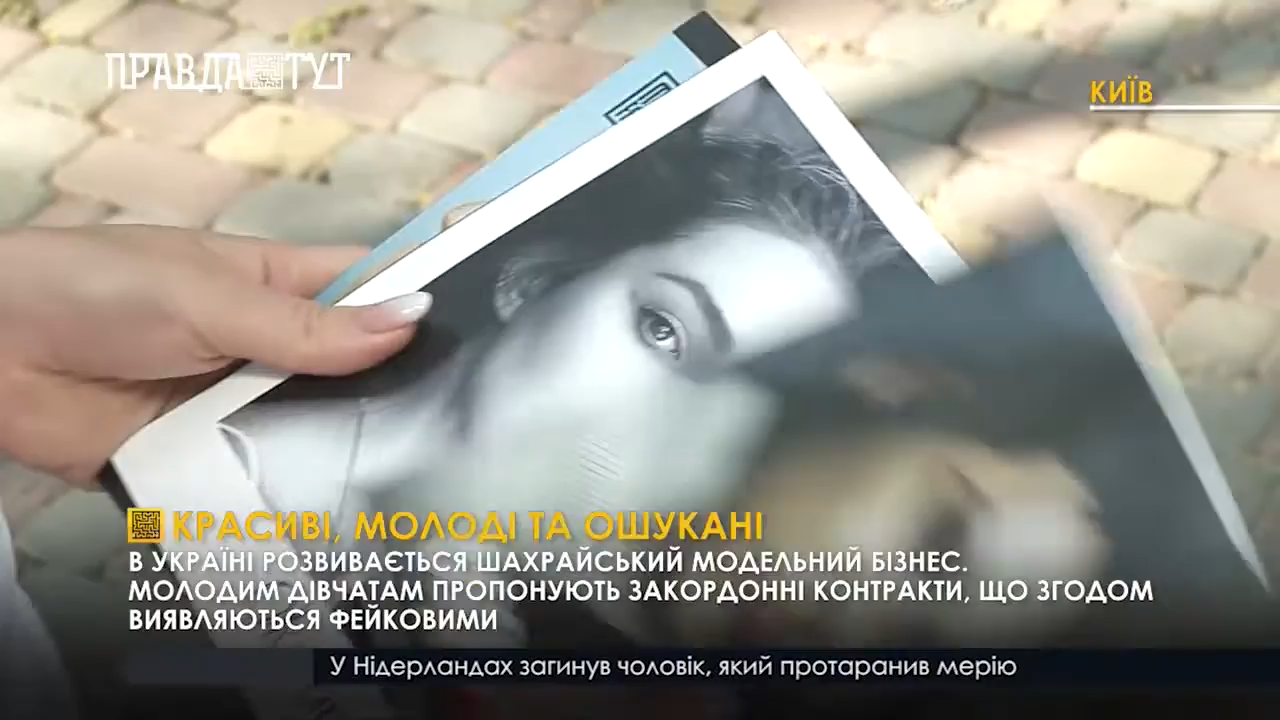 ПРАВДА ТУТ
КИЇВ
КРАСИВІ, МОЛОДІ ТА ОШУКАНІ
В УКРАЇНІ РОЗВИВАЄТЬСЯ ШАХРАЙСЬКИЙ МОДЕЛЬНИЙ БІЗНЕС.
МОЛОДИМ ДІВЧАТАМ ПРОПОНУЮТЬ ЗАКОРДОННІ КОНТРАКТИ, ЩО ЗГОДОМ
ВИЯВЛЯЮТЬСЯ ФЕЙКОВИМИ
У Нідерландах загинув чоловік, який протаранив мерію